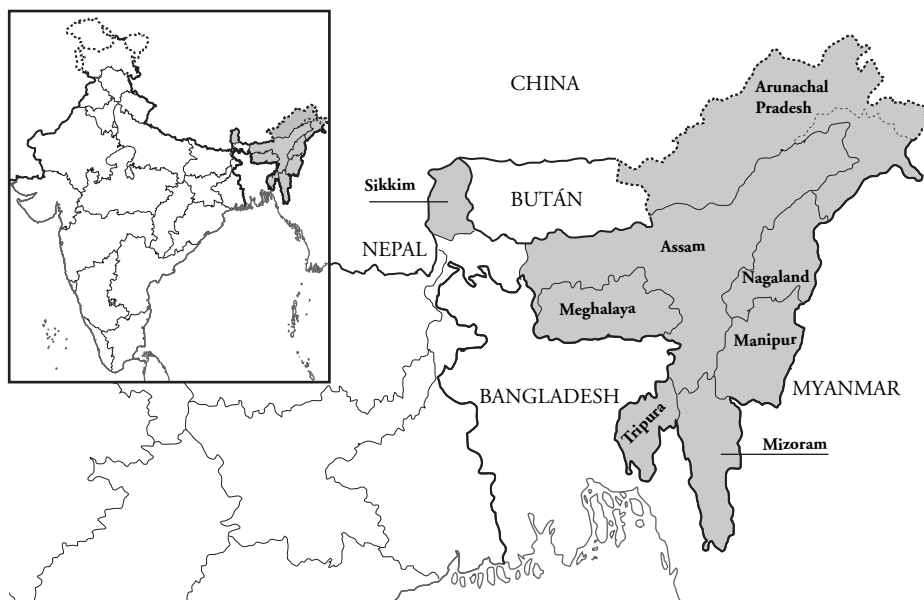 CHINA
Arunachal
Pradesh
Sikkim
BUTÁN
NEPAL
Assam
Nagaland
Meghalaya
Manipur
BANGLADESH
MYANMAR
Tripura
Mizoram